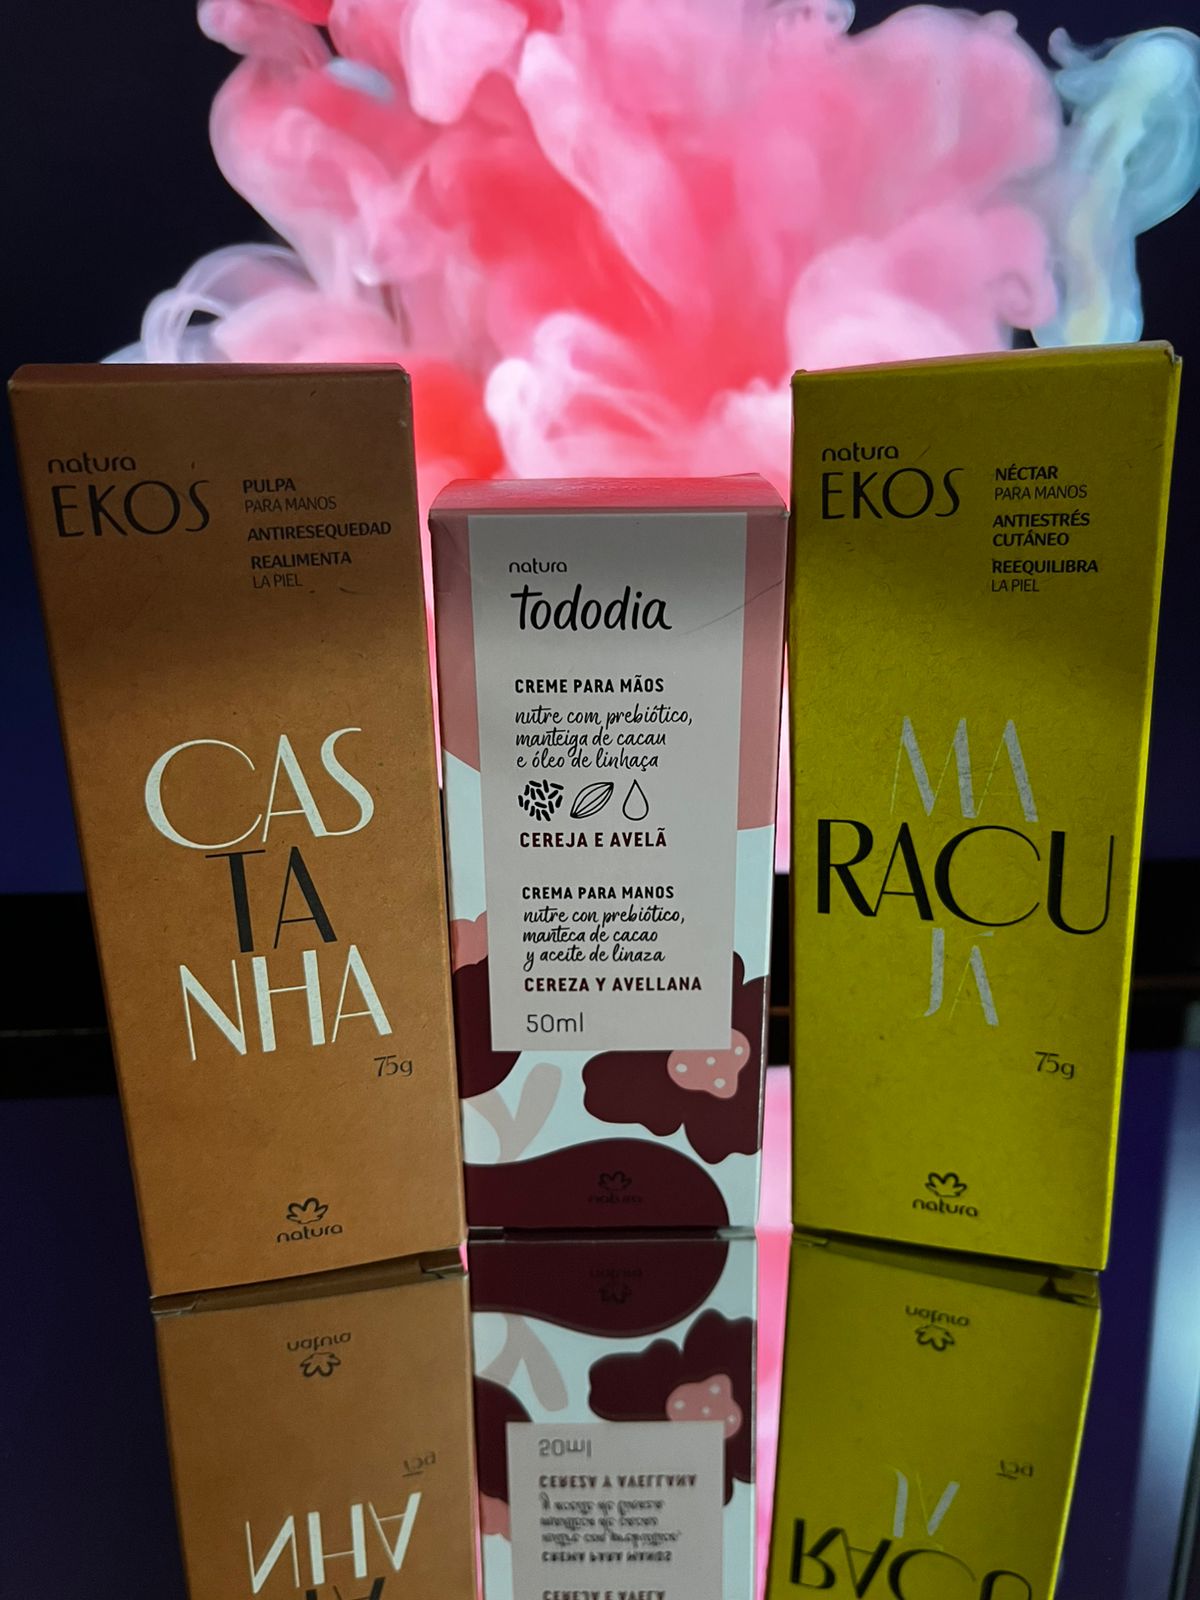 natura
EKOS
PULPA
PARA MANOS
ANTIRESEQUEDAD
REALIMENTA
LA PIEL
CAS
TA
NHA
75g
natura
natura
tododia
CREME PARA MÃOS
nutre com prebiótico,
manteiga de cacau
e óleo de linhaça
CEREJA E AVELÃ
CREMA PARA MANOS
nutre con prebiótico,
manteca de cacao
y aceite de linaza
CEREZA Y AVELLANA
50ml
natura
natura
EKOS
NÉCTAR
PARA MANOS
ANTIESTRÉS
CUTÁNEO
REEQUILIBRA
LA PIEL
MA
RACU
JÁ
75g
natura